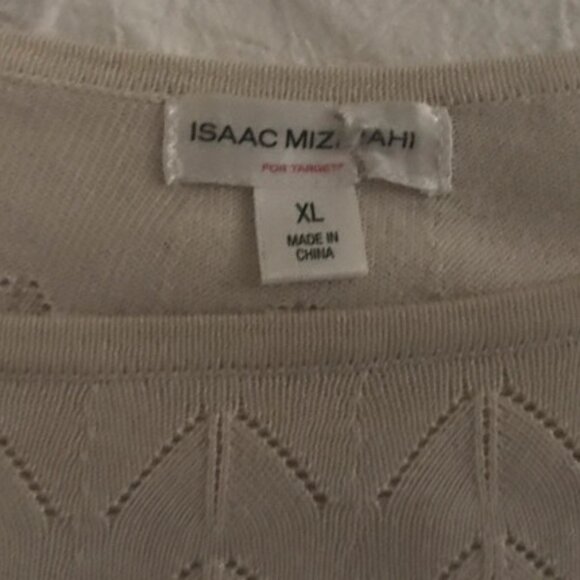 ISAAC MIZRAHI
FOR TARGET
XL
MADE IN
CHINA